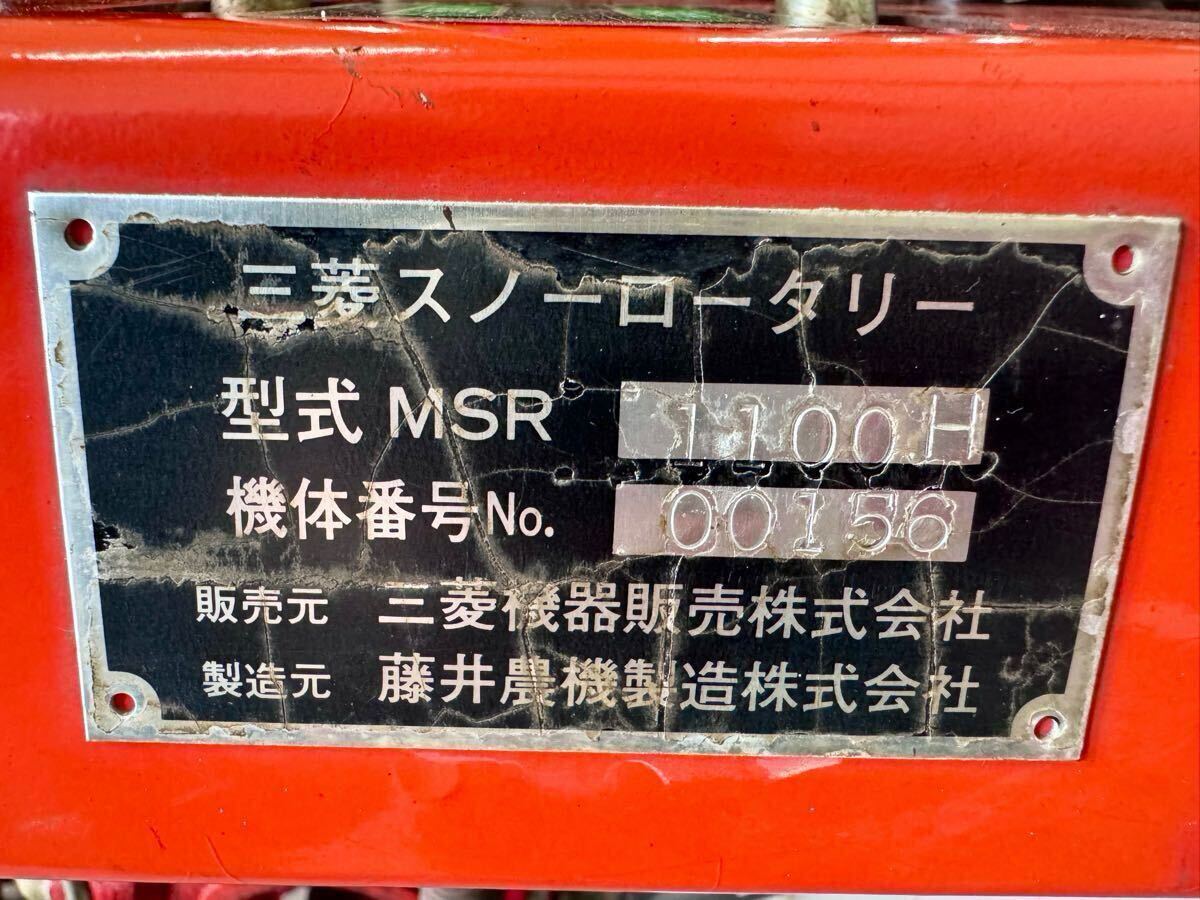 三菱スノーロータリー
型式 MSR 1100H
機体番号No. 00156
販売元 三菱機器販売株式会社
製造元 藤井農機製造株式会社